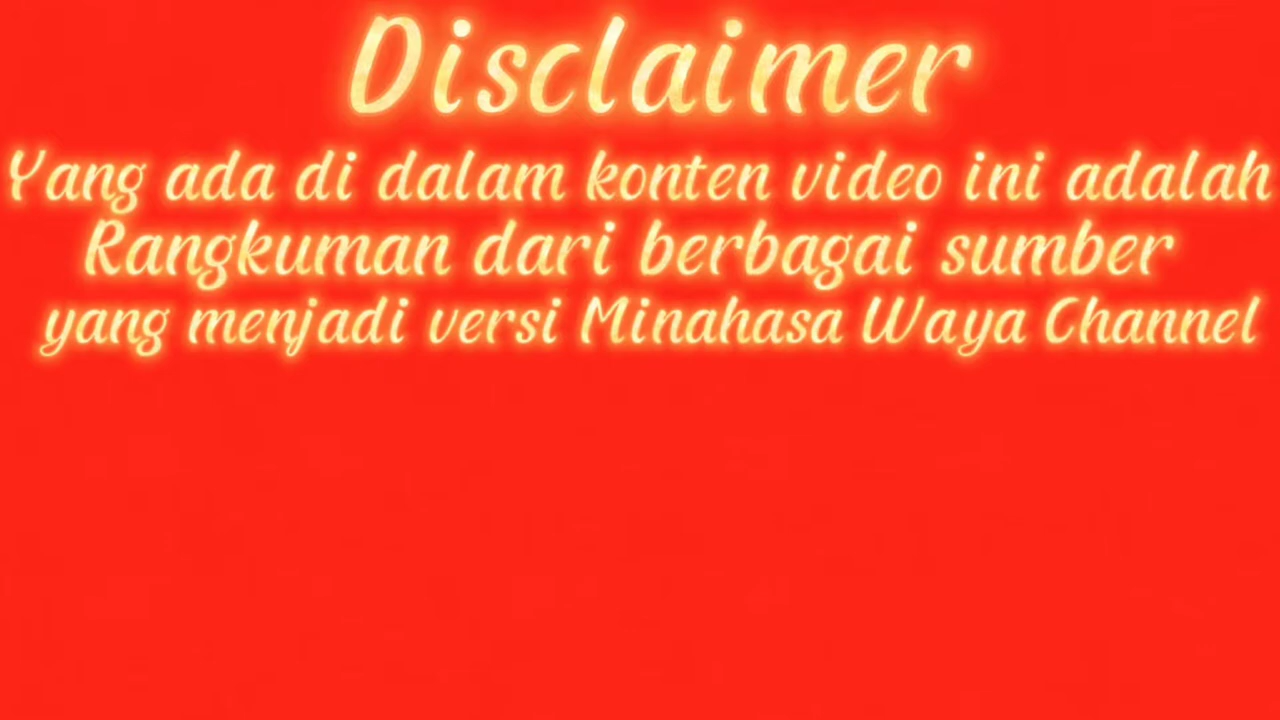 Disclaimer
Yang ada di dalam konten video ini adalah
Rangkuman dari berbagai sumber
yang menjadi versi Minahasa Waya Channel